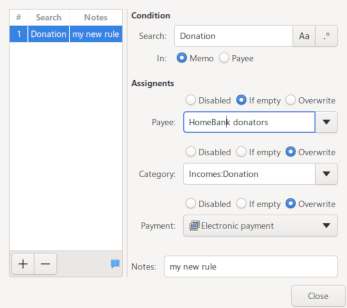 # Search Notes
1 Donation my new rule
Condition
Search: Donation Aa .*
In: Memo Payee
Assignents
Disabled If empty Overwrite
Payee: HomeBank donators
Disabled If empty Overwrite
Category: Incomes:Donation
Disabled If empty Overwrite
Payment: Electronic payment
Notes: my new rule
Close